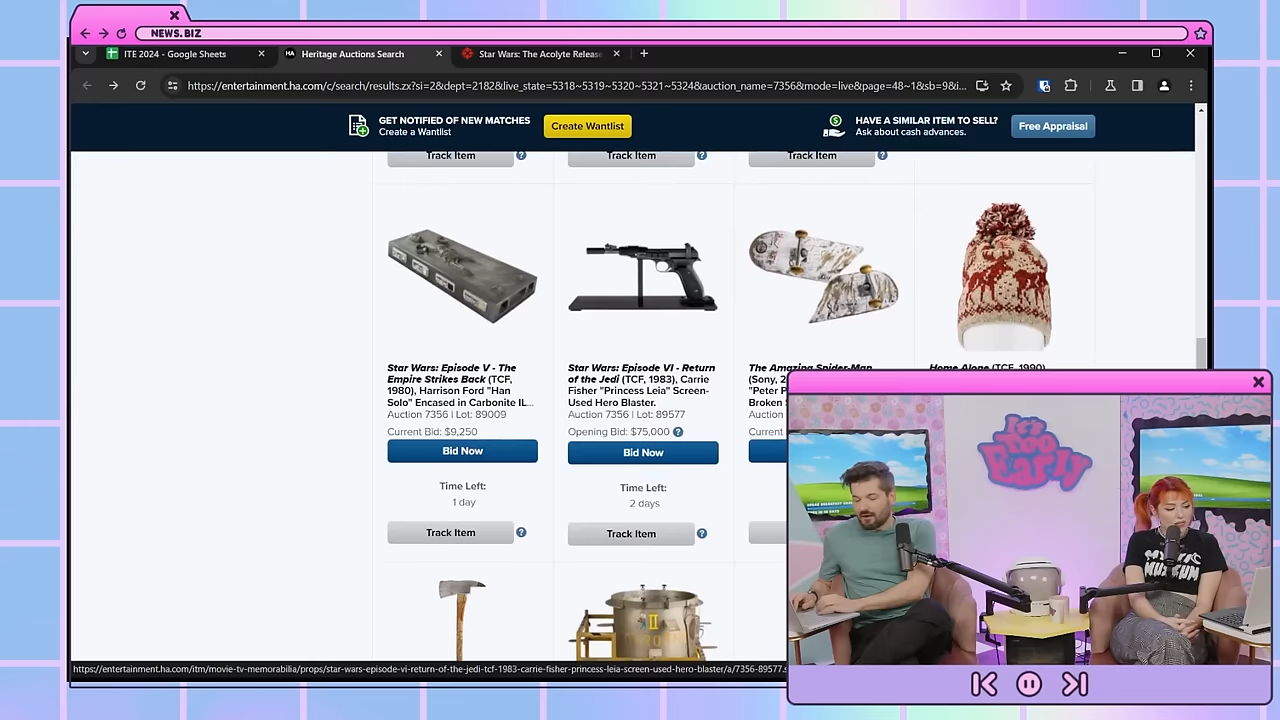 NEWS.BIZ
ITE 2024 - Google Sheets
HA Heritage Auctions Search
Star Wars: The Acolyte Release
https://entertainment.ha.com/c/search/results.zx?si=2&dept=2182&live_state=5318~5319~5320~5321~5324&auction_name=7356&mode=live&page=48~1&sb=9&i...
GET NOTIFIED OF NEW MATCHES
Create a Wantlist
Create Wantlist
HAVE A SIMILAR ITEM TO SELL?
Ask about cash advances.
Free Appraisal
Track Item ?
Track Item ?
Track Item ?
Star Wars: Episode V - The
Empire Strikes Back (TCF,
1980), Harrison Ford "Han
Solo" Encased in Carbonite IL...
Auction 7356 | Lot: 89009
Current Bid: $9,250
Bid Now
Time Left:
1 day
Track Item ?
Star Wars: Episode VI - Return
of the Jedi (TCF, 1983), Carrie
Fisher "Princess Leia" Screen-
Used Hero Blaster.
Auction 7356 | Lot: 89577
Opening Bid: $75,000 ?
Bid Now
Time Left:
2 days
Track Item ?
The Amazing Spider-Man
(Sony, 2
"Peter P
Broken S
Auction
Current
Home Alone (TCF, 1990)
It's
Too
Early
MUSEUM
II
https://entertainment.ha.com/itm/movie-tv-memorabilia/props/star-wars-episode-vi-return-of-the-jedi-tcf-1983-carrie-fisher-princess-leia-screen-used-hero-blaster/a/7356-89577.s